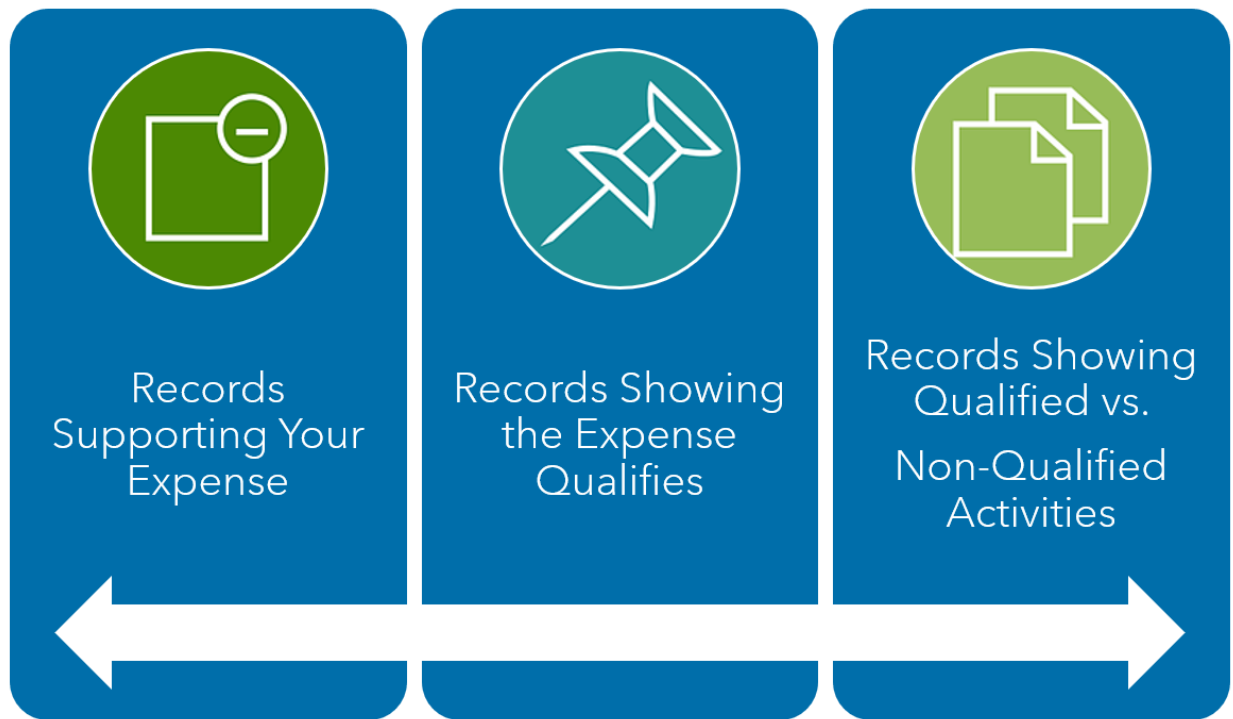 Records
Supporting Your
Expense
Records Showing
the Expense
Qualifies
Records Showing
Qualified vs.
Non-Qualified
Activities